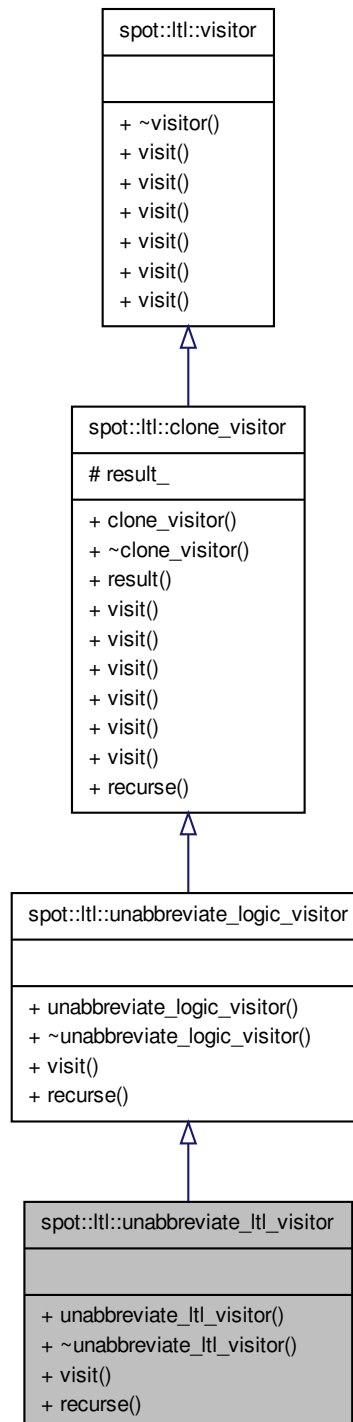 spot::ltl::visitor
+ ~visitor()
+ visit()
+ visit()
+ visit()
+ visit()
+ visit()
+ visit()
spot::ltl::clone_visitor
# result_
+ clone_visitor()
+ ~clone_visitor()
+ result()
+ visit()
+ visit()
+ visit()
+ visit()
+ visit()
+ visit()
+ recurse()
spot::ltl::unabbreviate_logic_visitor
+ unabbreviate_logic_visitor()
+ ~unabbreviate_logic_visitor()
+ visit()
+ recurse()
spot::ltl::unabbreviate_ltl_visitor
+ unabbreviate_ltl_visitor()
+ ~unabbreviate_ltl_visitor()
+ visit()
+ recurse()